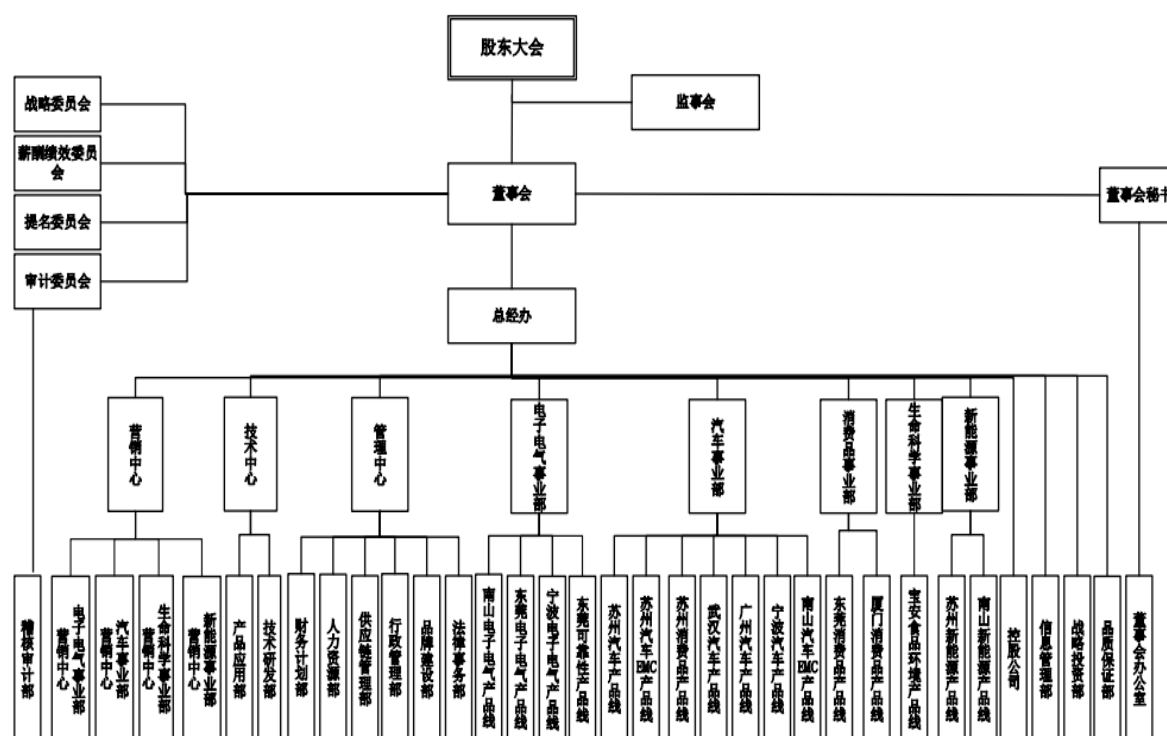 股东大会
监事会
战略委员会
薪酬绩效委员
会
提名委员会
审计委员会
董事会
董事会秘书
总经办
营销中心
技术中心
管理中心
电子电气事业部
汽车事业部
消费品事业部
生命科学事业部
新能源事业部
稽核审计部
电子电气事业部
营销中心
汽车事业部
营销中心
生命科学事业部
营销中心
新能源事业部
营销中心
产品应用部
技术研发部
财务计划部
人力资源部
供应链管理部
行政管理部
品牌建设部
法律事务部
南山电子电气产品线
东莞电子电气产品线
宁波电子电气产品线
东莞可靠性产品线
苏州汽车产品线
苏州汽车EMC产品线
苏州消费品产品线
武汉汽车产品线
广州汽车产品线
宁波汽车产品线
南山汽车EMC产品线
东莞消费品产品线
厦门消费品产品线
宝安食品环境产品线
苏州新能源产品线
南山新能源产品线
控股公司
信息管理部
战略投资部
品质保证部
董事会办公室